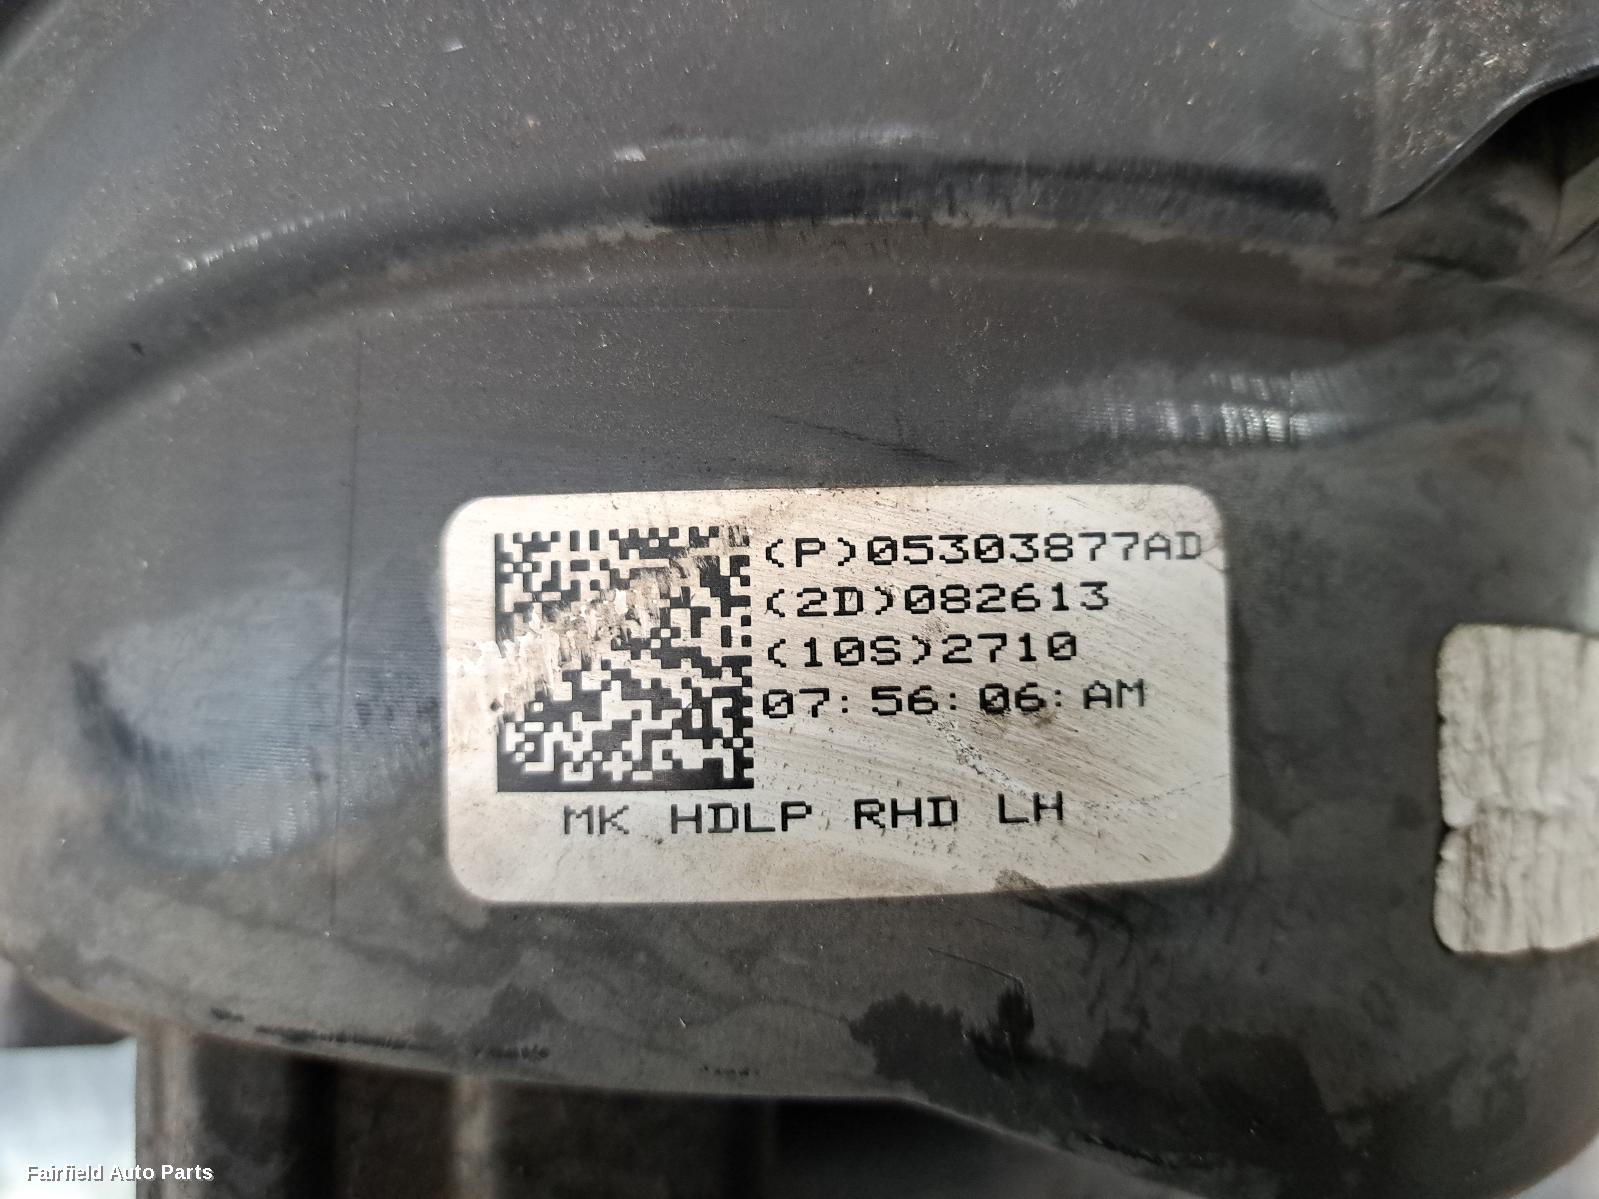 (P)05303877AD
(2D)082613
(10S)2710
07:56:06:AM
MK HDLP RHD LH
Fairfield Auto Parts